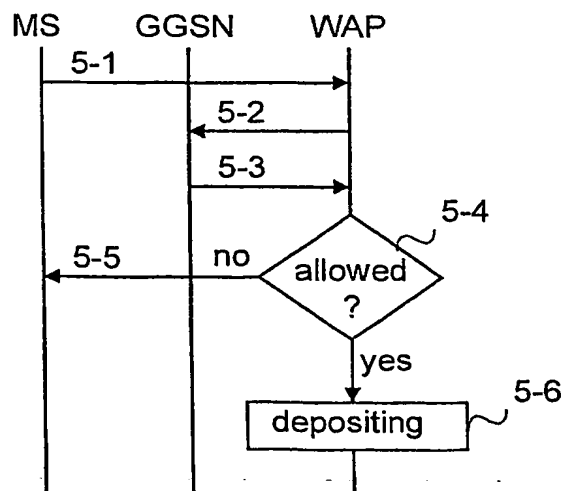 MS GGSN WAP
5-1
5-2
5-3
5-4
5-5 no
allowed
?
yes
5-6
depositing